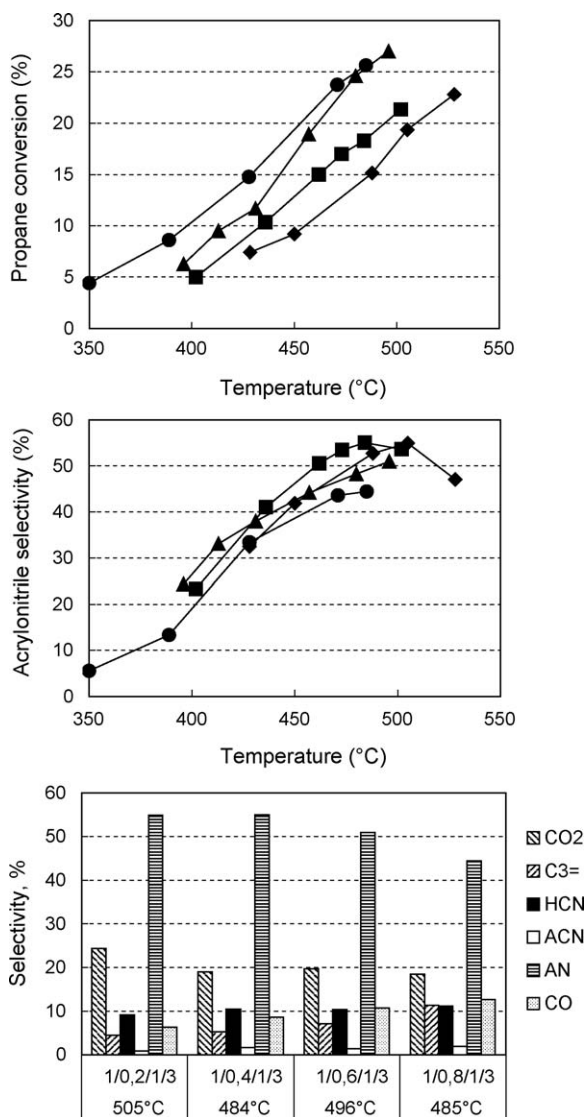 30
25
20
15
10
5
0
Propane conversion (%)
350 400 450 500 550
Temperature (°C)
60
50
40
30
20
10
0
Acrylonitrile selectivity (%)
350 400 450 500 550
Temperature (°C)
60
50
40
30
20
10
0
Selectivity, %
CO2
C3=
HCN
ACN
AN
CO
1/0,2/1/3 1/0,4/1/3 1/0,6/1/3 1/0,8/1/3
505°C 484°C 496°C 485°C